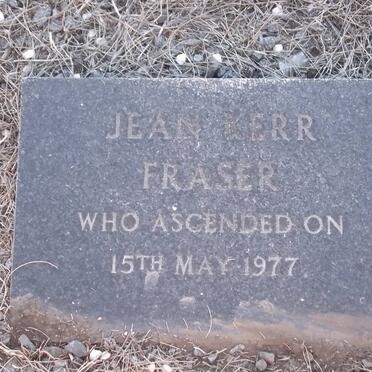 JEAN KERR
FRASER
WHO ASCENDED ON
15TH MAY 1977